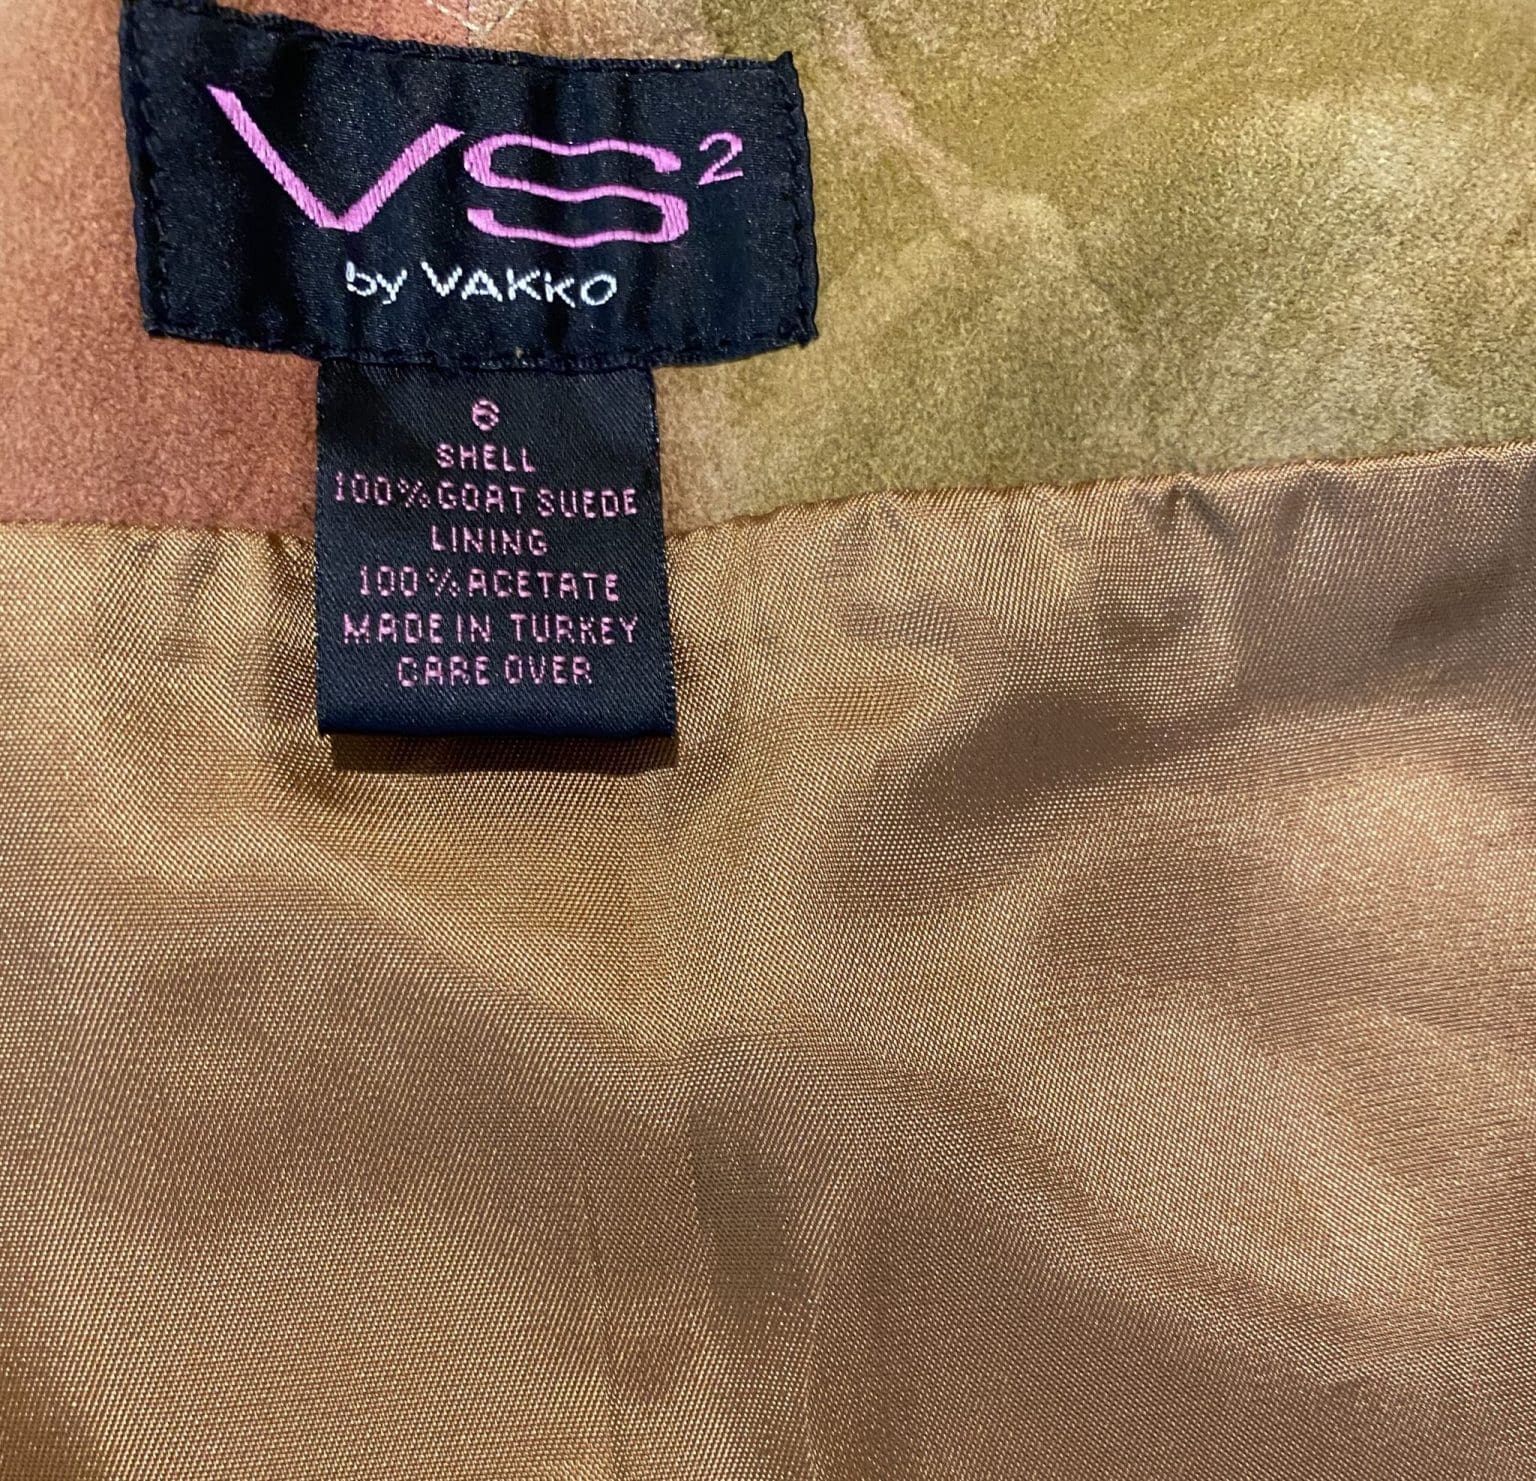 VS²
by VAKKO
6
SHELL
100% GOAT SUEDE
LINING
100% ACETATE
MADE IN TURKEY
CARE OVER